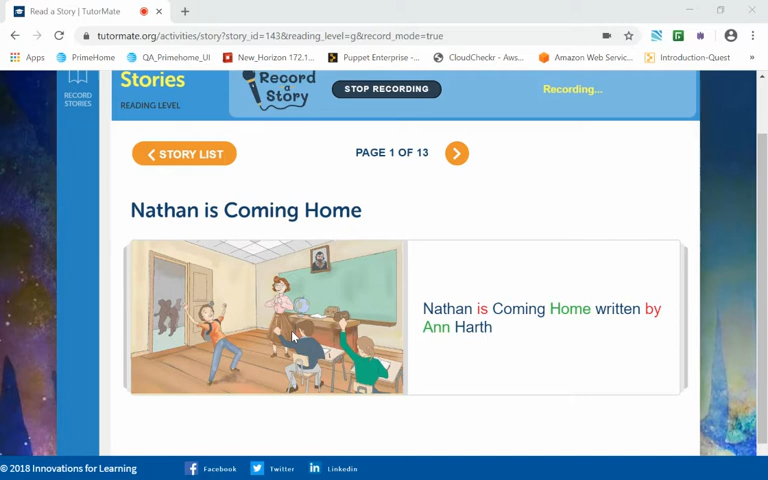 Read a Story | TutorMate
tutormate.org/activities/story?story_id=143&reading_level=g&record_mode=true
Apps PrimeHome QA_Primehome_UI New_Horizon 172.1... Puppet Enterprise -... CloudCheckr - Aws... Amazon Web Servic... Introduction-Quest »
RECORD
STORIES
Stories
READING LEVEL
Record
a
Story
STOP RECORDING
Recording...
STORY LIST
PAGE 1 OF 13
Nathan is Coming Home
Nathan is Coming Home written by
Ann Harth
© 2018 Innovations for Learning
Facebook
Twitter
Linkedin